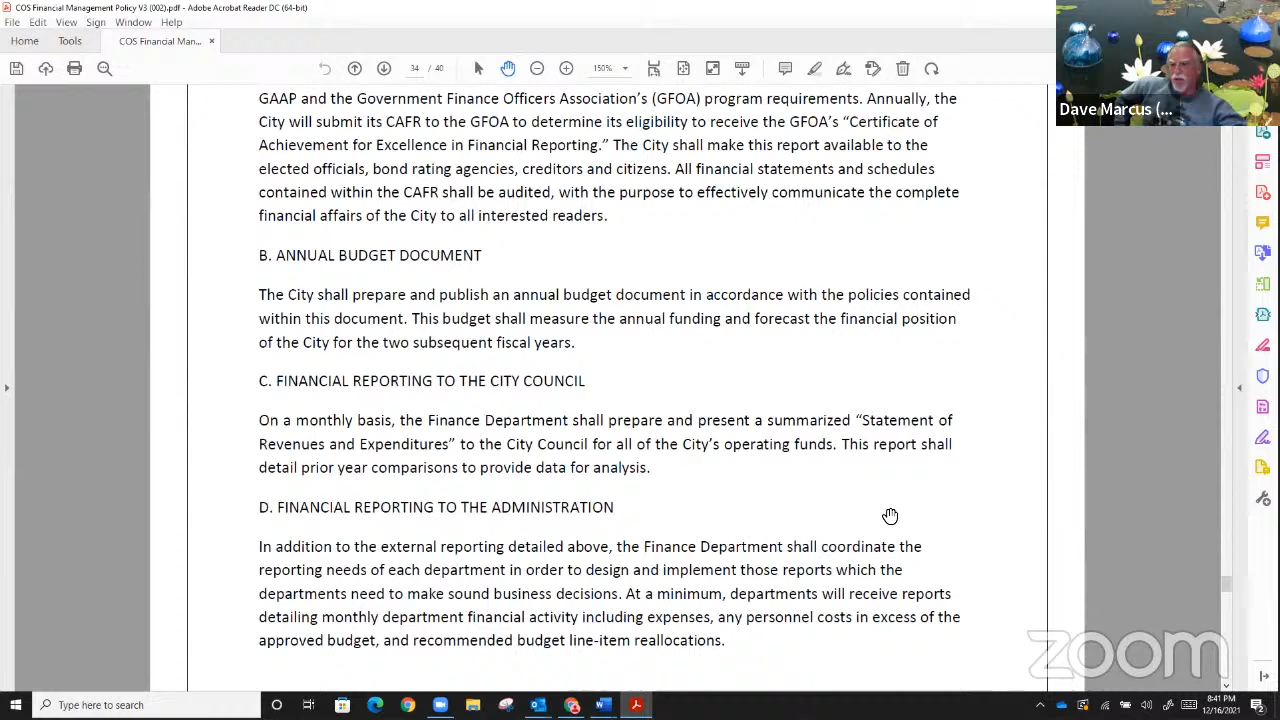 COS Financial Management Policy V3 (002).pdf - Adobe Acrobat Reader DC (64-bit)
File Edit View Sign Window Help
Home Tools COS Financial Man... ×
34 / 40 150%
Dave Marcus (...
GAAP and the Government Finance Officers Association’s (GFOA) program requirements. Annually, the
City will submit its CAFR to the GFOA to determine its eligibility to receive the GFOA’s “Certificate of
Achievement for Excellence in Financial Reporting.” The City shall make this report available to the
elected officials, bond rating agencies, creditors and citizens. All financial statements and schedules
contained within the CAFR shall be audited, with the purpose to effectively communicate the complete
financial affairs of the City to all interested readers.
B. ANNUAL BUDGET DOCUMENT
The City shall prepare and publish an annual budget document in accordance with the policies contained
within this document. This budget shall measure the annual funding and forecast the financial position
of the City for the two subsequent fiscal years.
C. FINANCIAL REPORTING TO THE CITY COUNCIL
On a monthly basis, the Finance Department shall prepare and present a summarized “Statement of
Revenues and Expenditures” to the City Council for all of the City’s operating funds. This report shall
detail prior year comparisons to provide data for analysis.
D. FINANCIAL REPORTING TO THE ADMINISTRATION
In addition to the external reporting detailed above, the Finance Department shall coordinate the
reporting needs of each department in order to design and implement those reports which the
departments need to make sound business decisions. At a minimum, departments will receive reports
detailing monthly department financial activity including expenses, any personnel costs in excess of the
approved budget, and recommended budget line-item reallocations.
zoom
Type here to search
8:41 PM
12/16/2021